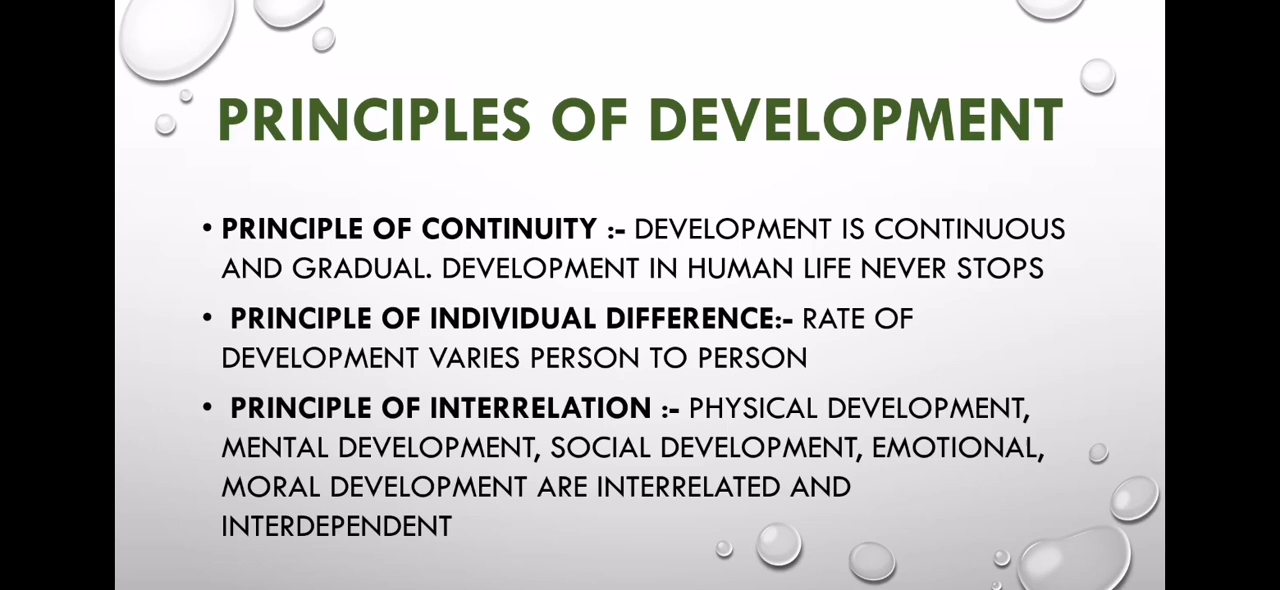 PRINCIPLES OF DEVELOPMENT
• PRINCIPLE OF CONTINUITY :- DEVELOPMENT IS CONTINUOUS
AND GRADUAL. DEVELOPMENT IN HUMAN LIFE NEVER STOPS
• PRINCIPLE OF INDIVIDUAL DIFFERENCE:- RATE OF
DEVELOPMENT VARIES PERSON TO PERSON
• PRINCIPLE OF INTERRELATION :- PHYSICAL DEVELOPMENT,
MENTAL DEVELOPMENT, SOCIAL DEVELOPMENT, EMOTIONAL,
MORAL DEVELOPMENT ARE INTERRELATED AND
INTERDEPENDENT